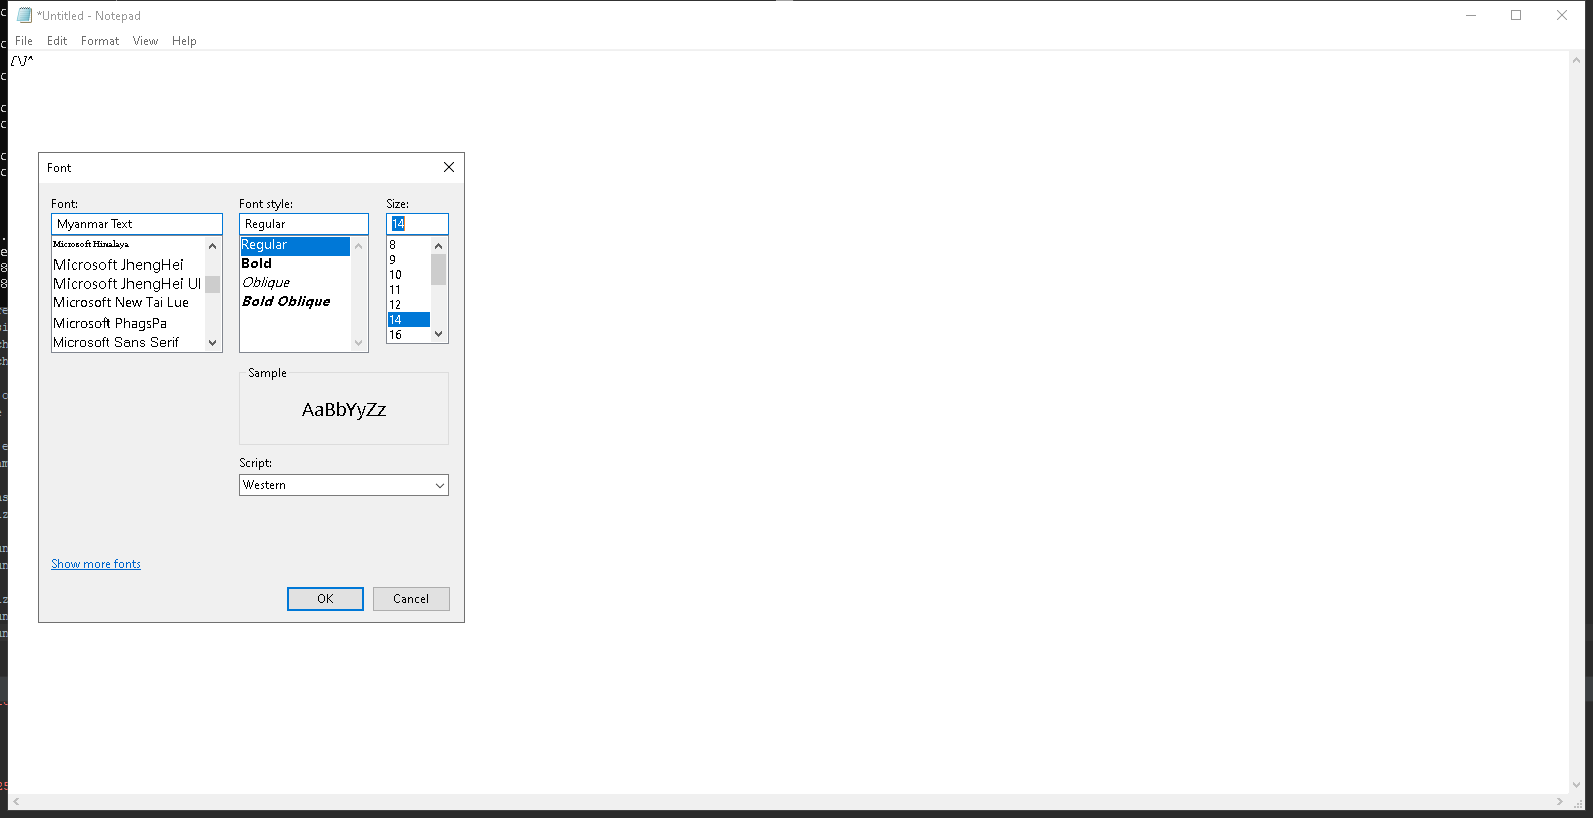 *Untitled - Notepad
File Edit Format View Help
[\]^
Font
Font: Font style: Size:
Myanmar Text Regular 14
Microsoft Himalaya
Microsoft JhengHei
Microsoft JhengHei UI
Microsoft New Tai Lue
Microsoft PhagsPa
Microsoft Sans Serif
Regular
Bold
Oblique
Bold Oblique
8
9
10
11
12
14
16
Sample
AaBbYyZz
Script:
Western
Show more fonts
OK Cancel